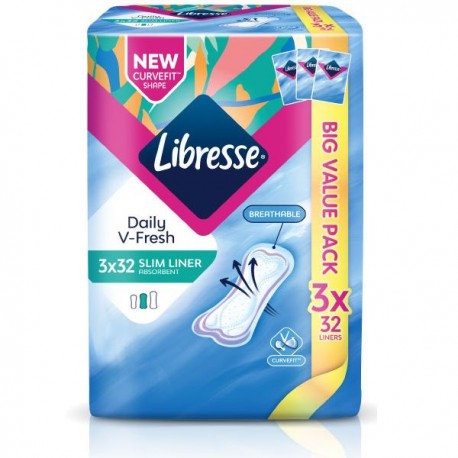 NEW
CURVEFIT™
SHAPE
Libresse®
Daily
V-Fresh
3x32 SLIM LINER
ABSORBENT
BREATHABLE
CURVEFIT™
BIG VALUE PACK
3X
32
LINERS